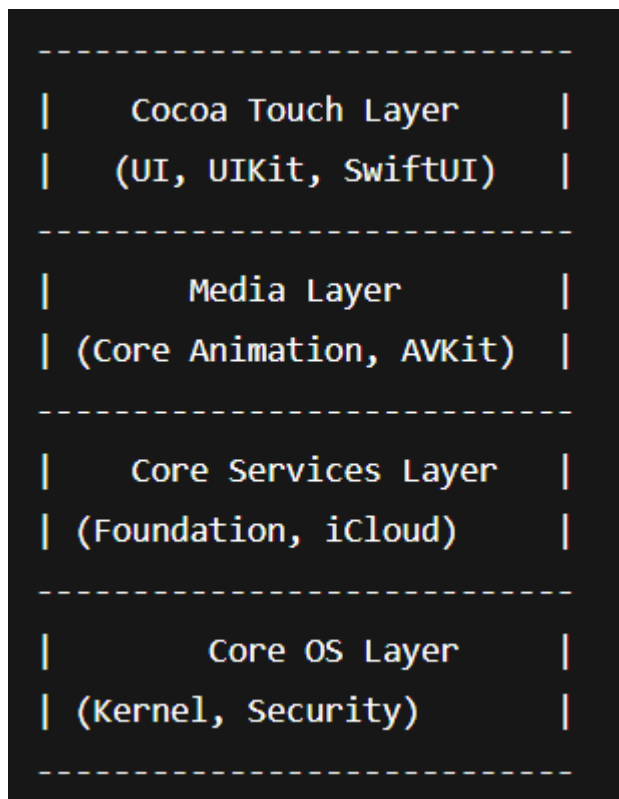 ----------------------------
|    Cocoa Touch Layer     |
|   (UI, UIKit, SwiftUI)   |
----------------------------
|       Media Layer        |
| (Core Animation, AVKit)  |
----------------------------
|    Core Services Layer   |
| (Foundation, iCloud)     |
----------------------------
|        Core OS Layer     |
| (Kernel, Security)       |
----------------------------